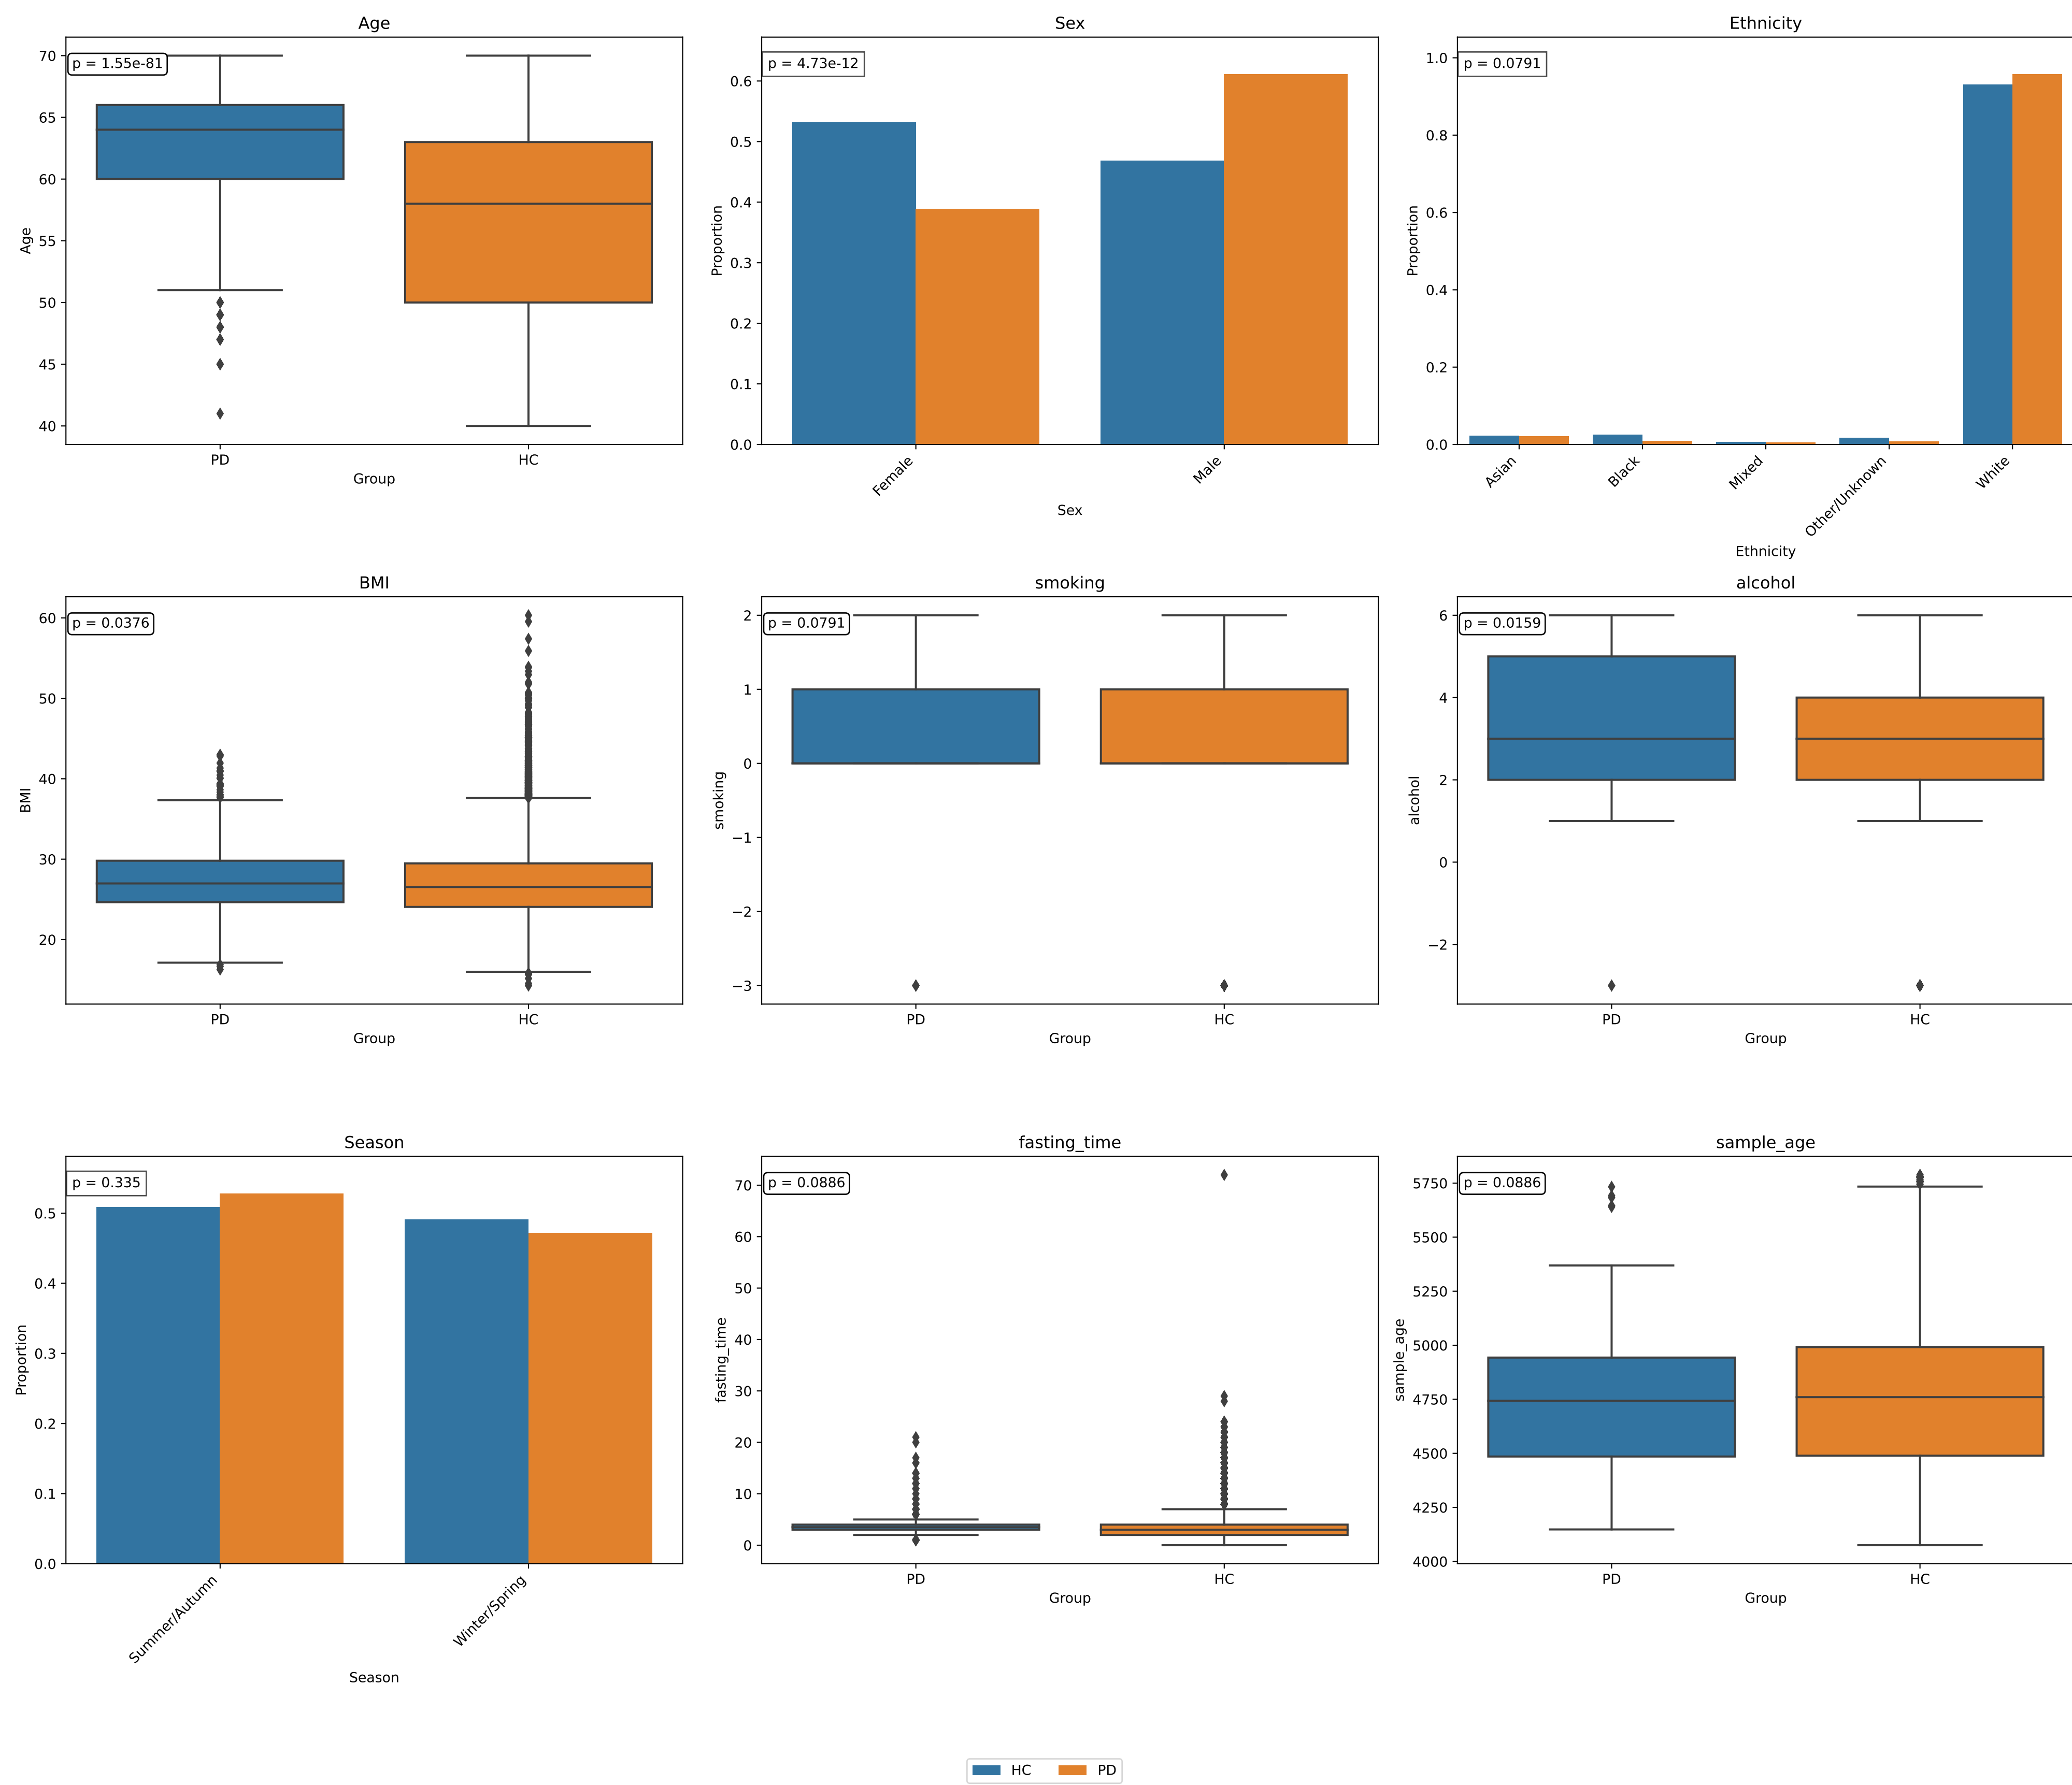 Age
p = 1.55e-81
70
65
60
55
50
45
40
Age
PD
HC
Group
Sex
p = 4.73e-12
0.6
0.5
0.4
0.3
0.2
0.1
0.0
Proportion
Female
Male
Sex
Ethnicity
p = 0.0791
1.0
0.8
0.6
0.4
0.2
0.0
Proportion
Asian
Black
Mixed
Other/Unknown
White
Ethnicity
BMI
p = 0.0376
60
50
40
30
20
BMI
PD
HC
Group
smoking
p = 0.0791
2
1
0
−1
−2
−3
smoking
PD
HC
Group
alcohol
p = 0.0159
6
4
2
0
−2
alcohol
PD
HC
Group
Season
p = 0.335
0.5
0.4
0.3
0.2
0.1
0.0
Proportion
Summer/Autumn
Winter/Spring
Season
fasting_time
p = 0.0886
70
60
50
40
30
20
10
0
fasting_time
PD
HC
Group
sample_age
p = 0.0886
5750
5500
5250
5000
4750
4500
4250
4000
sample_age
PD
HC
Group
HC
PD